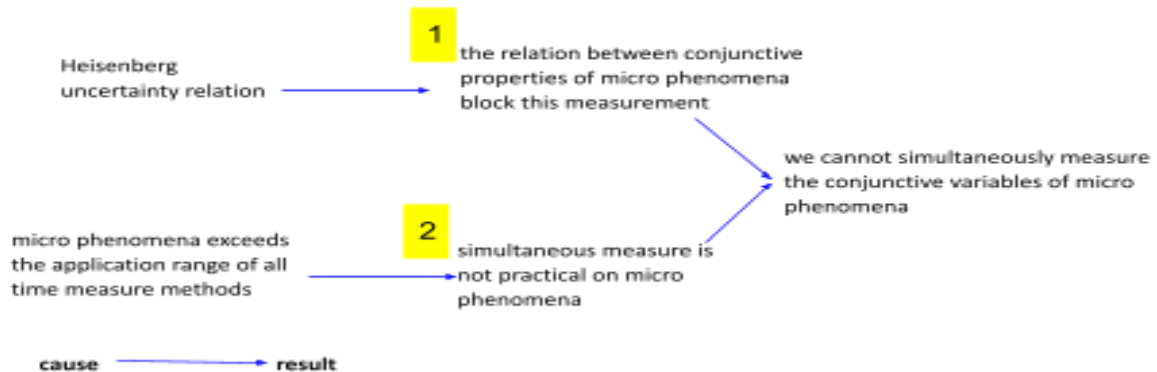 1
Heisenberg
uncertainty relation
the relation between conjunctive
properties of micro phenomena
block this measurement
we cannot simultaneously measure
the conjunctive variables of micro
phenomena
2
micro phenomena exceeds
the application range of all
time measure methods
simultaneous measure is
not practical on micro
phenomena
cause
result